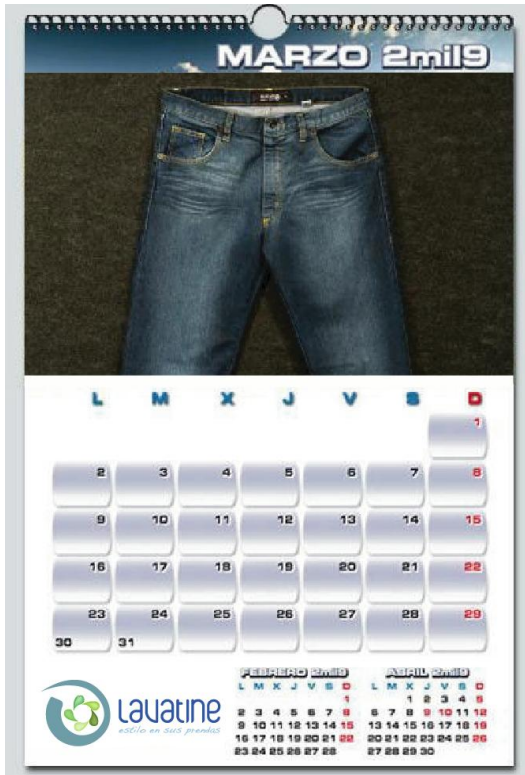 MARZO 2mil9
L M X J V S D
1
2 3 4 5 6 7 8
9 10 11 12 13 14 15
16 17 18 19 20 21 22
23 24 25 26 27 28 29
30 31
FEBRERO 2mil9
L M X J V S D
1
2 3 4 5 6 7 8
9 10 11 12 13 14 15
16 17 18 19 20 21 22
23 24 25 26 27 28
ABRIL 2mil9
L M X J V S D
1 2 3 4 5
6 7 8 9 10 11 12
13 14 15 16 17 18 19
20 21 22 23 24 25 26
27 28 29 30
Lavatine
estilo en sus prendas